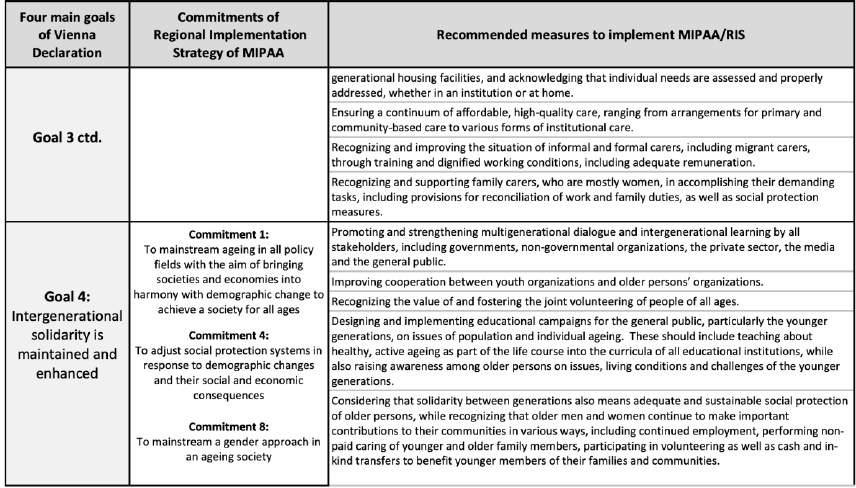 Four main goals
of Vienna
Declaration
Commitments of
Regional Implementation
Strategy of MIPAA
Recommended measures to implement MIPAA/RIS
Goal 3 ctd.
generational housing facilities, and acknowledging that individual needs are assessed and properly
addressed, whether in an institution or at home.
Ensuring a continuum of affordable, high-quality care, ranging from arrangements for primary and
community-based care to various forms of institutional care.
Recognizing and improving the situation of informal and formal carers, including migrant carers,
through training and dignified working conditions, including adequate remuneration.
Recognizing and supporting family carers, who are mostly women, in accomplishing their demanding
tasks, including provisions for reconciliation of work and family duties, as well as social protection
measures.
Goal 4:
Intergenerational
solidarity is
maintained and
enhanced
Commitment 1:
To mainstream ageing in all policy
fields with the aim of bringing
societies and economies into
harmony with demographic change to
achieve a society for all ages
Commitment 4:
To adjust social protection systems in
response to demographic changes
and their social and economic
consequences
Commitment 8:
To mainstream a gender approach in
an ageing society
Promoting and strengthening multigenerational dialogue and intergenerational learning by all
stakeholders, including governments, non-governmental organizations, the private sector, the media
and the general public.
Improving cooperation between youth organizations and older persons' organizations.
Recognizing the value of and fostering the joint volunteering of people of all ages.
Designing and implementing educational campaigns for the general public, particularly the younger
generations, on issues of population and individual ageing.  These should include teaching about
healthy, active ageing as part of the life course into the curricula of all educational institutions, while
also raising awareness among older persons on issues, living conditions and challenges of the younger
generations.
Considering that solidarity between generations also means adequate and sustainable social protection
of older persons, while recognizing that older men and women continue to make important
contributions to their communities in various ways, including continued employment, performing non-
paid caring of younger and older family members, participating in volunteering as well as cash and in-
kind transfers to benefit younger members of their families and communities.